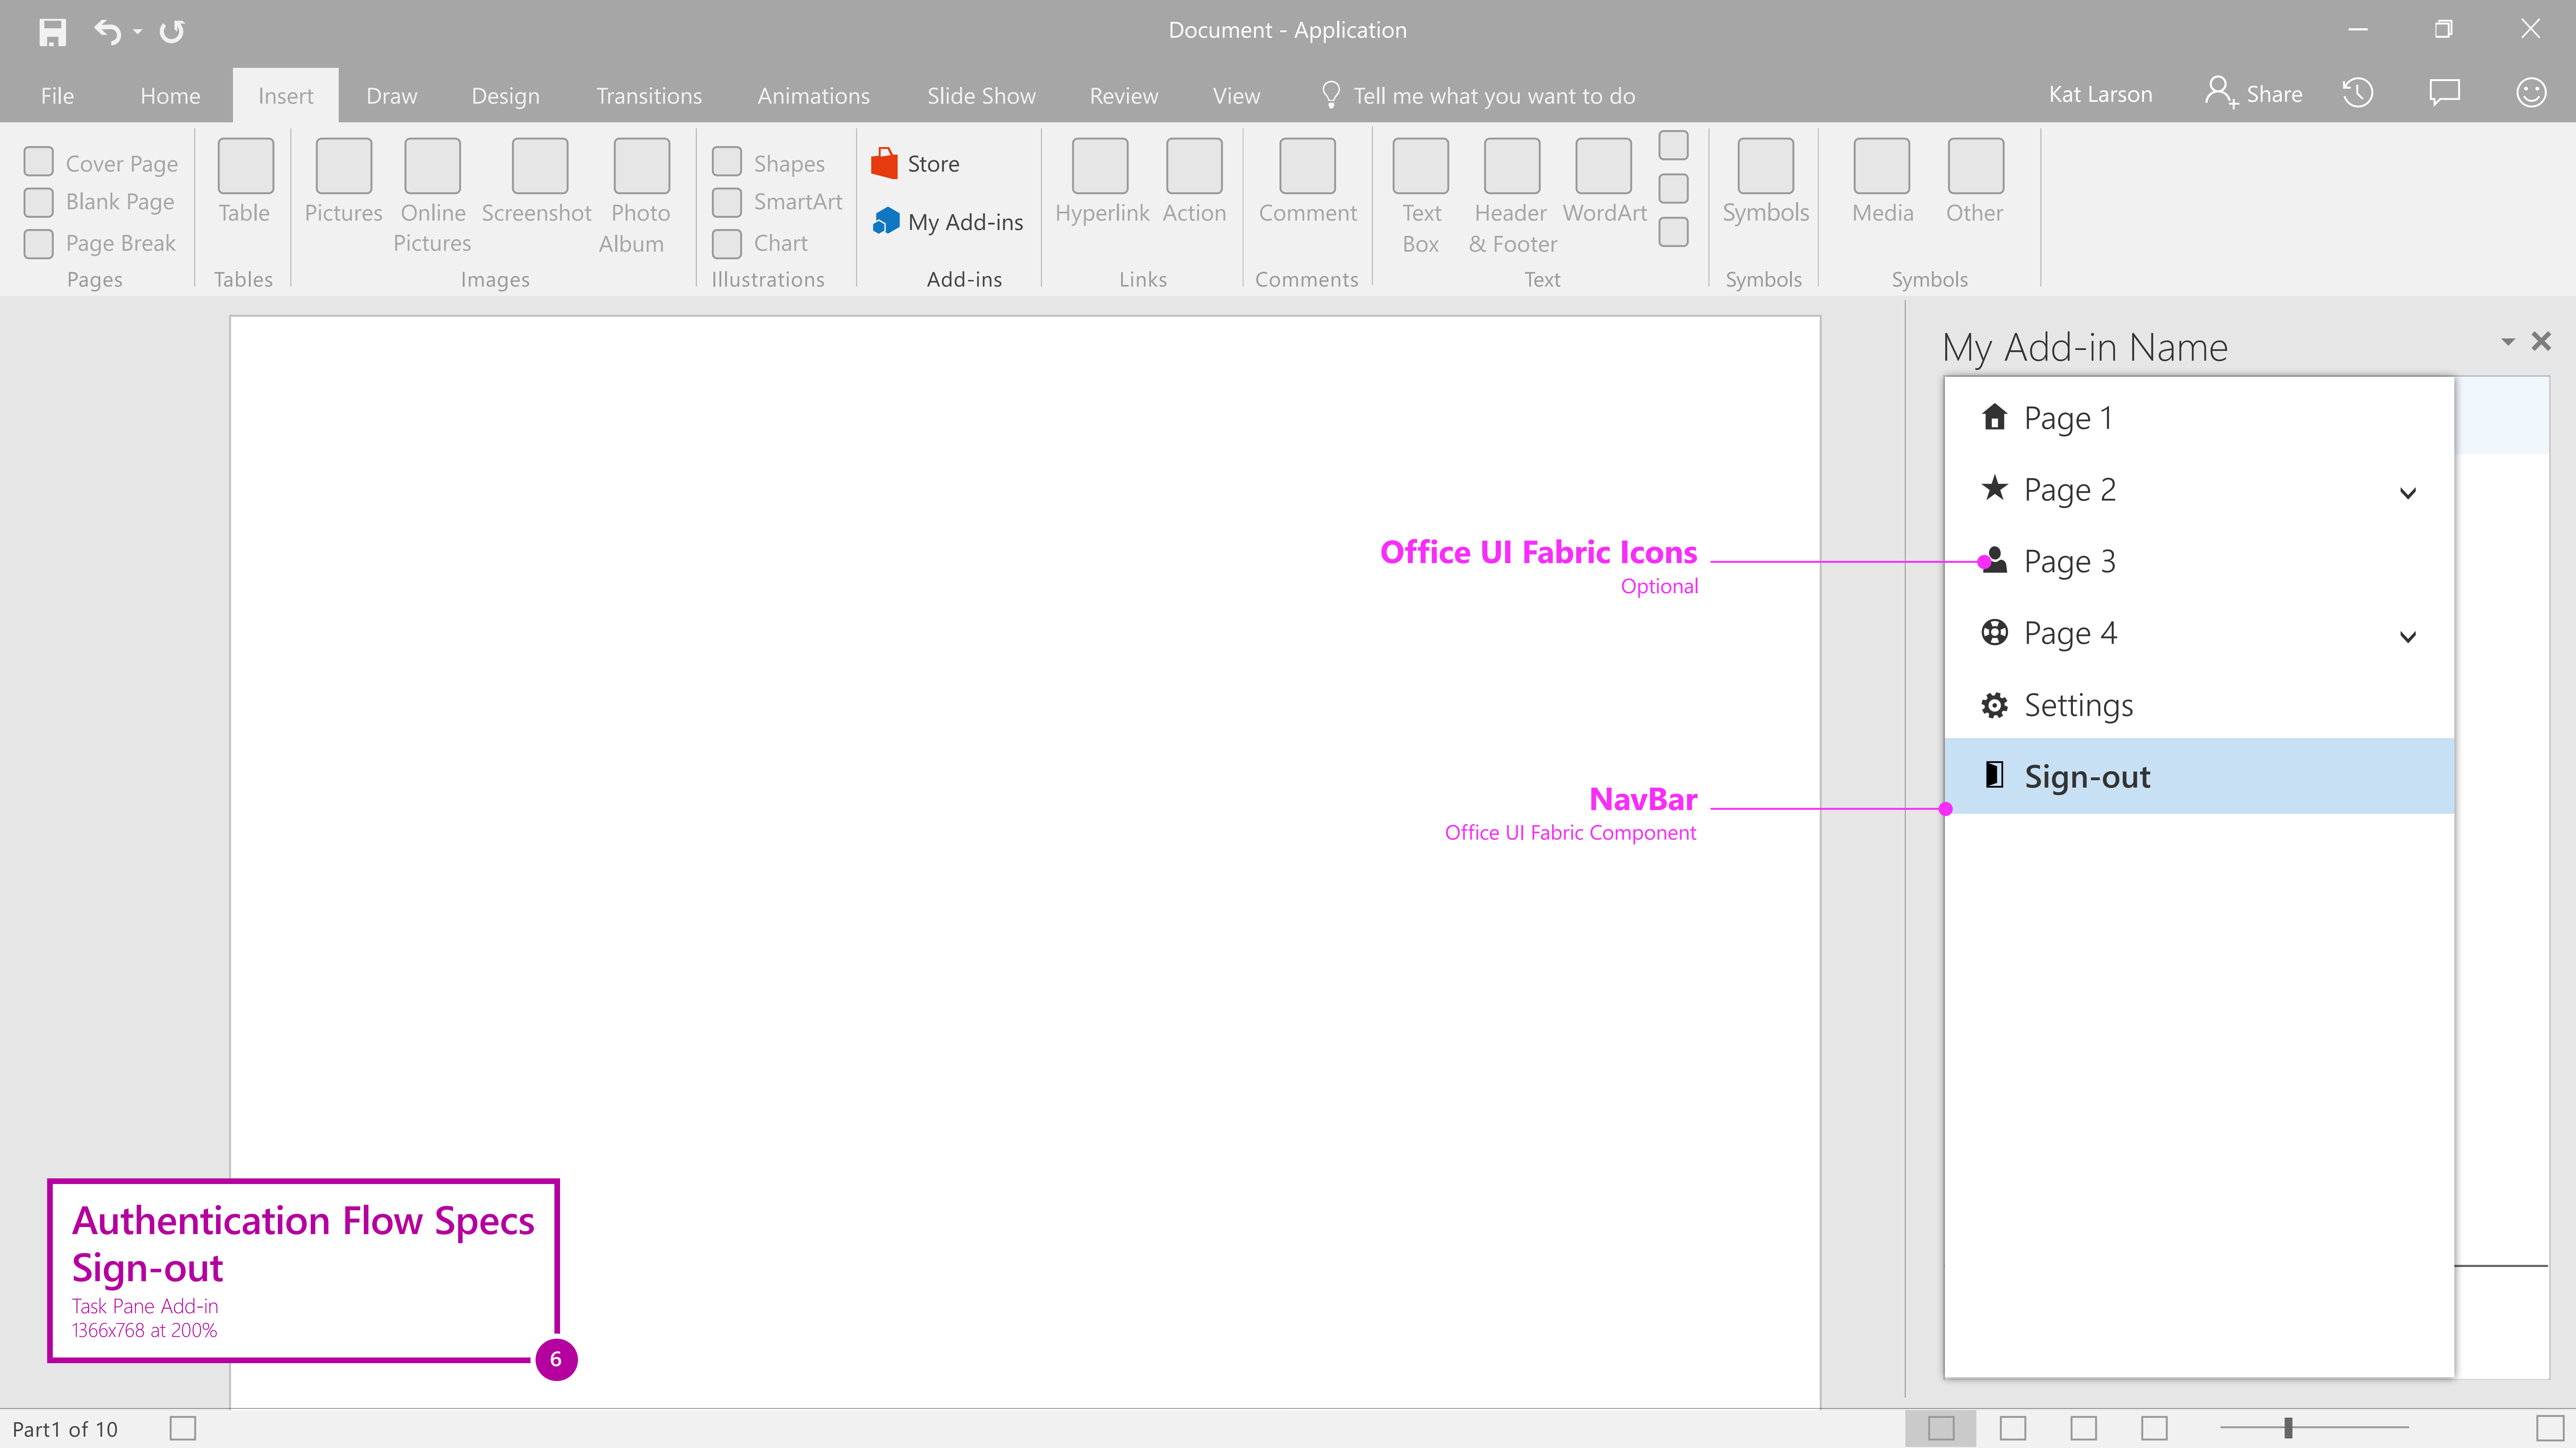 Document - Application
File
Home
Insert
Draw
Design
Transitions
Animations
Slide Show
Review
View
Tell me what you want to do
Kat Larson
Share
Cover Page
Blank Page
Page Break
Pages
Table
Tables
Pictures
Online
Pictures
Screenshot
Photo
Album
Images
Shapes
SmartArt
Chart
Illustrations
Store
My Add-ins
Add-ins
Hyperlink
Action
Links
Comment
Comments
Text
Box
Header
& Footer
WordArt
Text
Symbols
Symbols
Media
Other
Symbols
My Add-in Name
Page 1
Page 2
Page 3
Page 4
Settings
Sign-out
Office UI Fabric Icons
Optional
NavBar
Office UI Fabric Component
Authentication Flow Specs
Sign-out
Task Pane Add-in
1366x768 at 200%
6
Part1 of 10